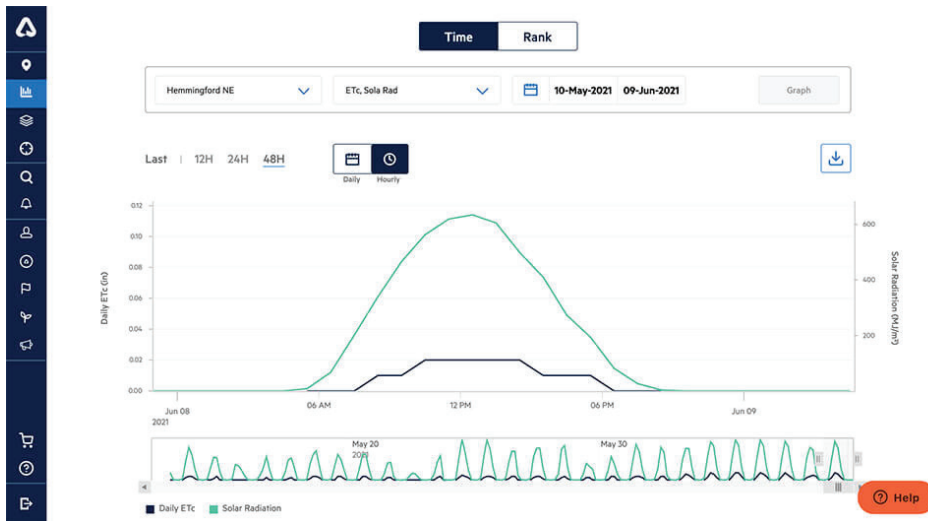 Time Rank
Hemmingford NE ETc, Sola Rad 10-May-2021 09-Jun-2021 Graph
Last | 12H 24H 48H
Daily Hourly
0.12
0.10
0.08
0.06
0.04
0.02
0.00
Daily ETc (in)
600
400
200
Solar Radiation (MJ/m²)
Jun 08 06 AM 12 PM 06 PM Jun 09
2021
May 20 May 30
2021
Daily ETc Solar Radiation
Help